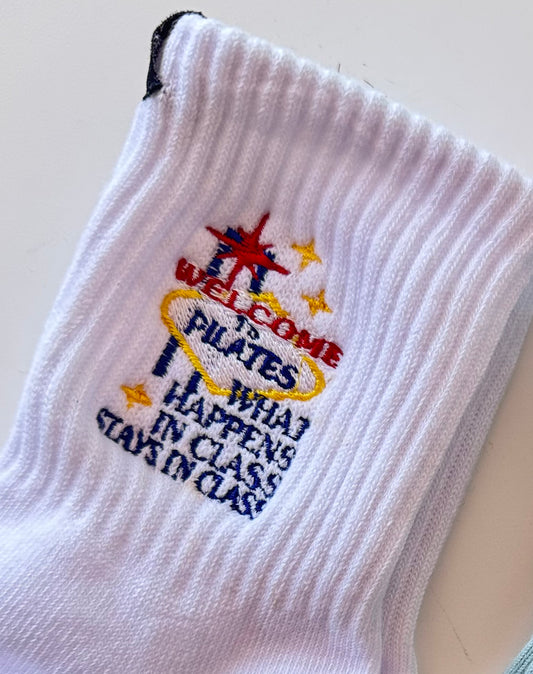 WELCOME
TO
PILATES
WHAT
HAPPENS
IN CLASS
STAYS IN CLASS